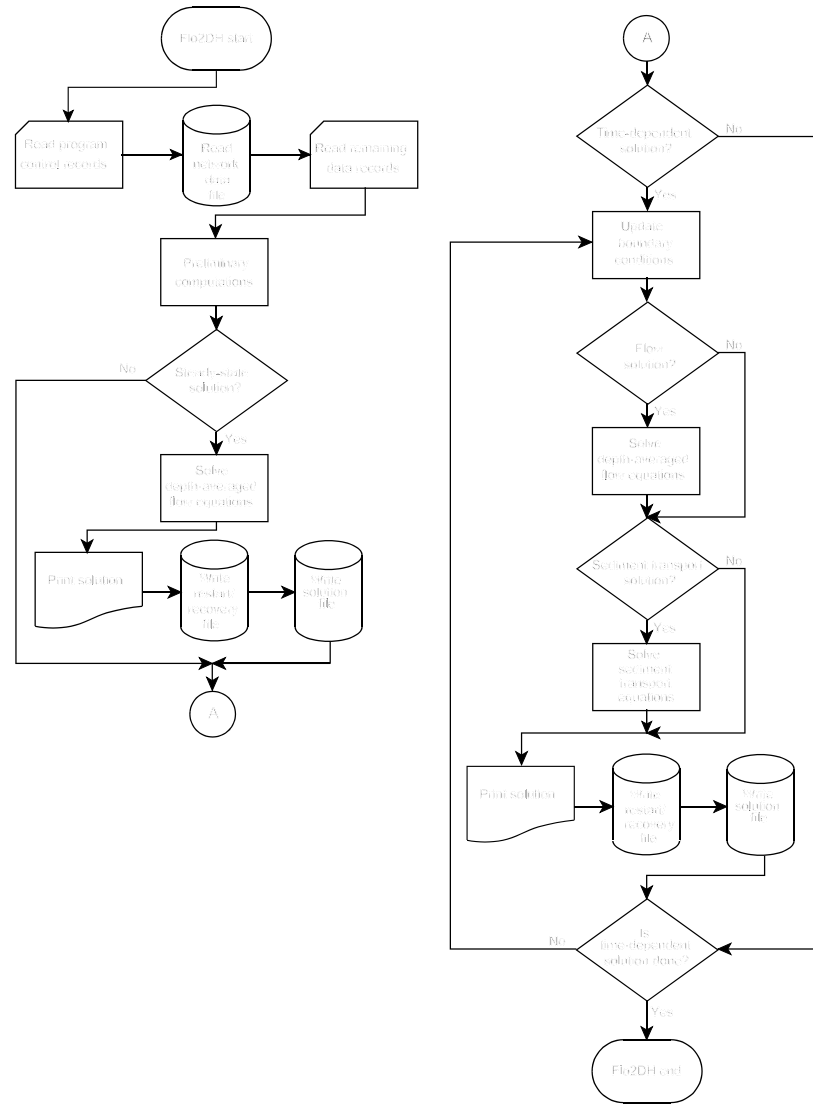 Flo2DH start
Read program
control records
Read
network
data
file
Read remaining
data records
Preliminary
computations
Steady-state
solution?
No
Yes
Solve
depth-averaged
flow equations
Print solution
Write
restart/
recovery
file
Write
solution
file
A
A
Time-dependent
solution?
No
Yes
Update
boundary
conditions
Flow
solution?
No
Yes
Solve
depth-averaged
flow equations
Sediment transport
solution?
No
Yes
Solve
sediment
transport
equations
Print solution
Write
restart/
recovery
file
Write
solution
file
Is
time-dependent
solution done?
No
Yes
Flo2DH end